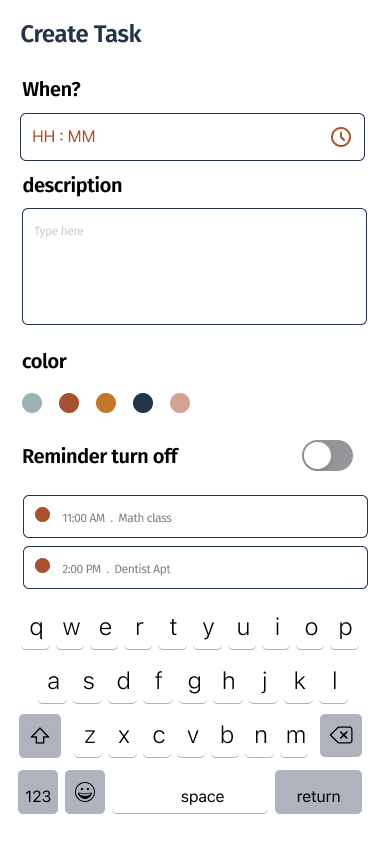 Create Task
When?
HH : MM
description
Type here
color
Reminder turn off
11:00 AM . Math class
2:00 PM . Dentist Apt
q w e r t y u i o p
a s d f g h j k l
z x c v b n m
123 space return